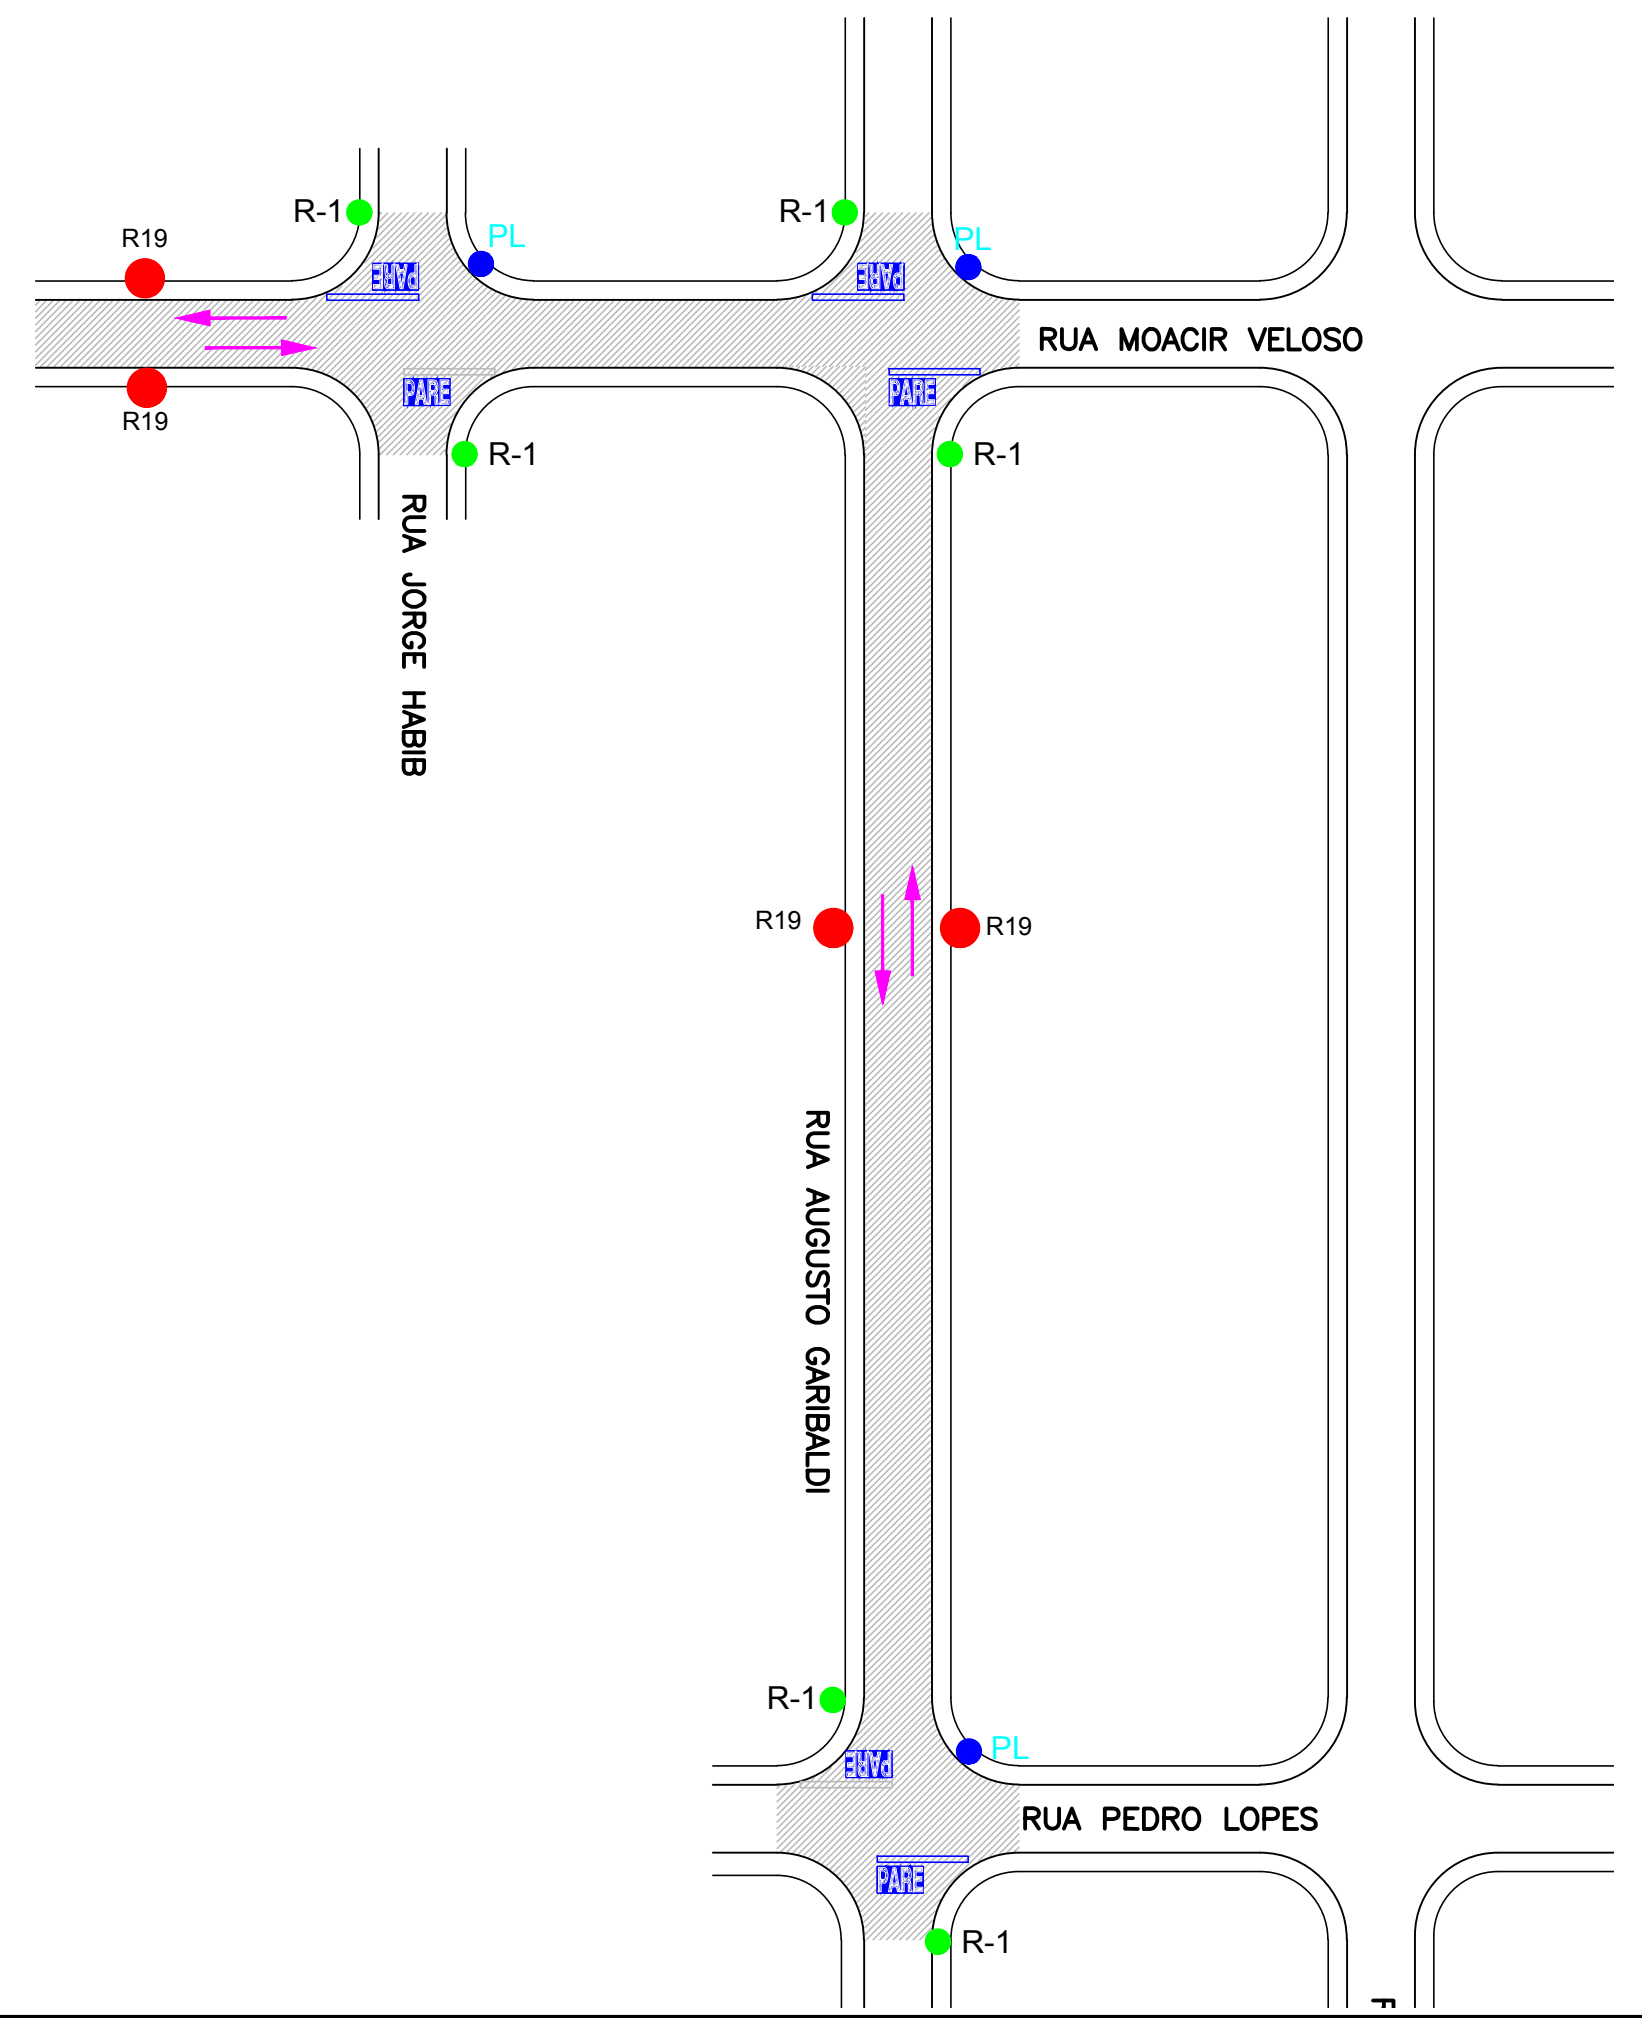 R-1
R-1
R19
PL
PL
PARE
PARE
RUA MOACIR VELOSO
PARE
PARE
R19
R-1
R-1
RUA JORGE HABIB
R19
R19
RUA AUGUSTO GARIBALDI
R-1
PL
PARE
RUA PEDRO LOPES
PARE
R-1